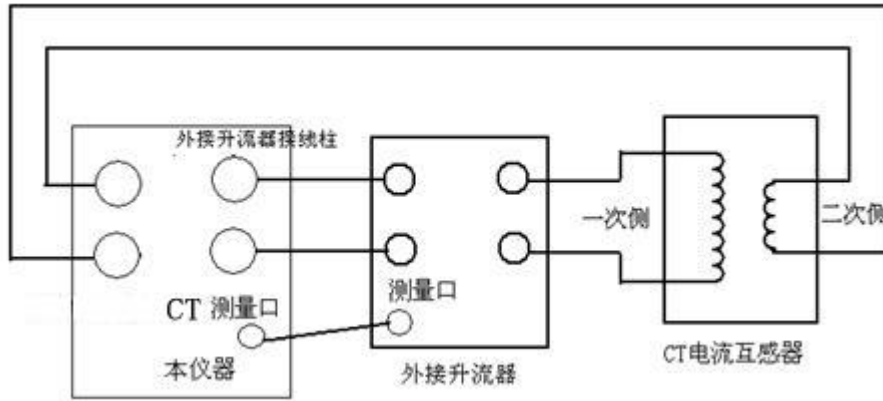 外接升流器接线柱
一次侧
二次侧
测量口
CT 测量口
本仪器
外接升流器
CT电流互感器